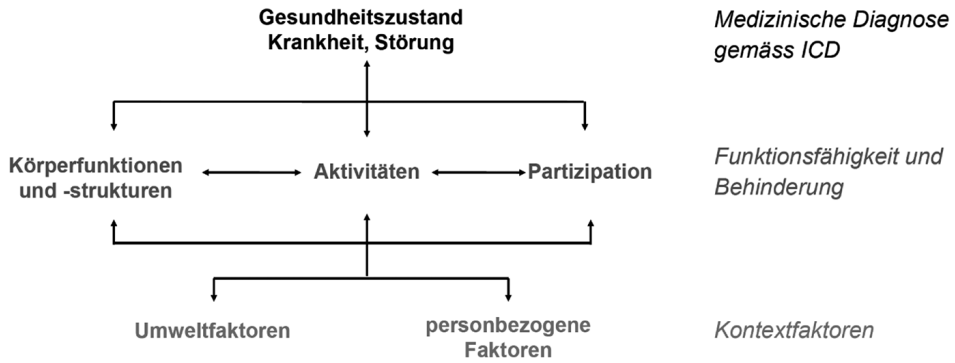 Gesundheitszustand
Krankheit, Störung
Medizinische Diagnose
gemäss ICD
Körperfunktionen
und -strukturen
Aktivitäten
Partizipation
Funktionsfähigkeit und
Behinderung
Umweltfaktoren
personbezogene
Faktoren
Kontextfaktoren